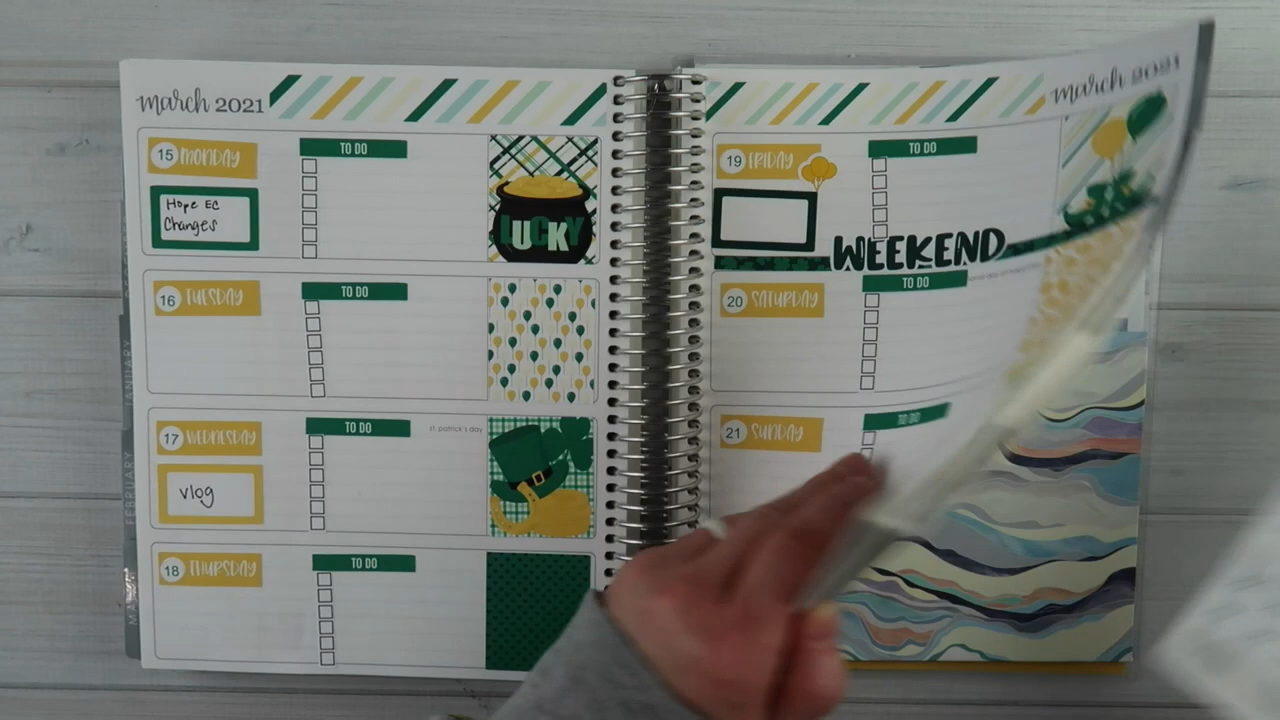 march 2021
15 MONDAY
TO DO
Hope EC
Changes
LUCKY
16 TUESDAY
TO DO
17 WEDNESDAY
TO DO
st. patrick's day
vlog
18 THURSDAY
TO DO
FEBRUARY
JANUARY
march 2021
19 FRIDAY
TO DO
WEEKEND
20 SATURDAY
TO DO
21 SUNDAY
TO DO